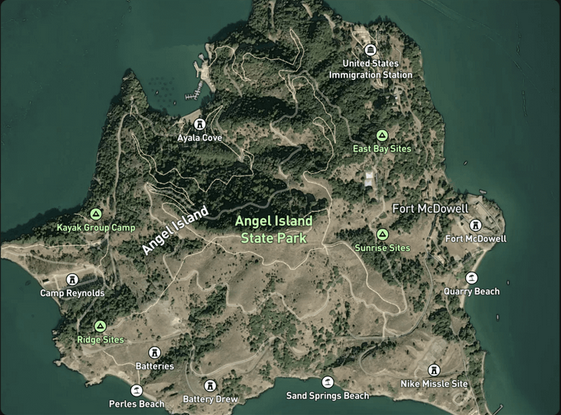 United States
Immigration Station
Ayala Cove
East Bay Sites
Fort McDowell
Kayak Group Camp
Angel Island
Angel Island
State Park
Fort McDowell
Sunrise Sites
Camp Reynolds
Quarry Beach
Ridge Sites
Batteries
Nike Missle Site
Perles Beach
Battery Drew
Sand Springs Beach